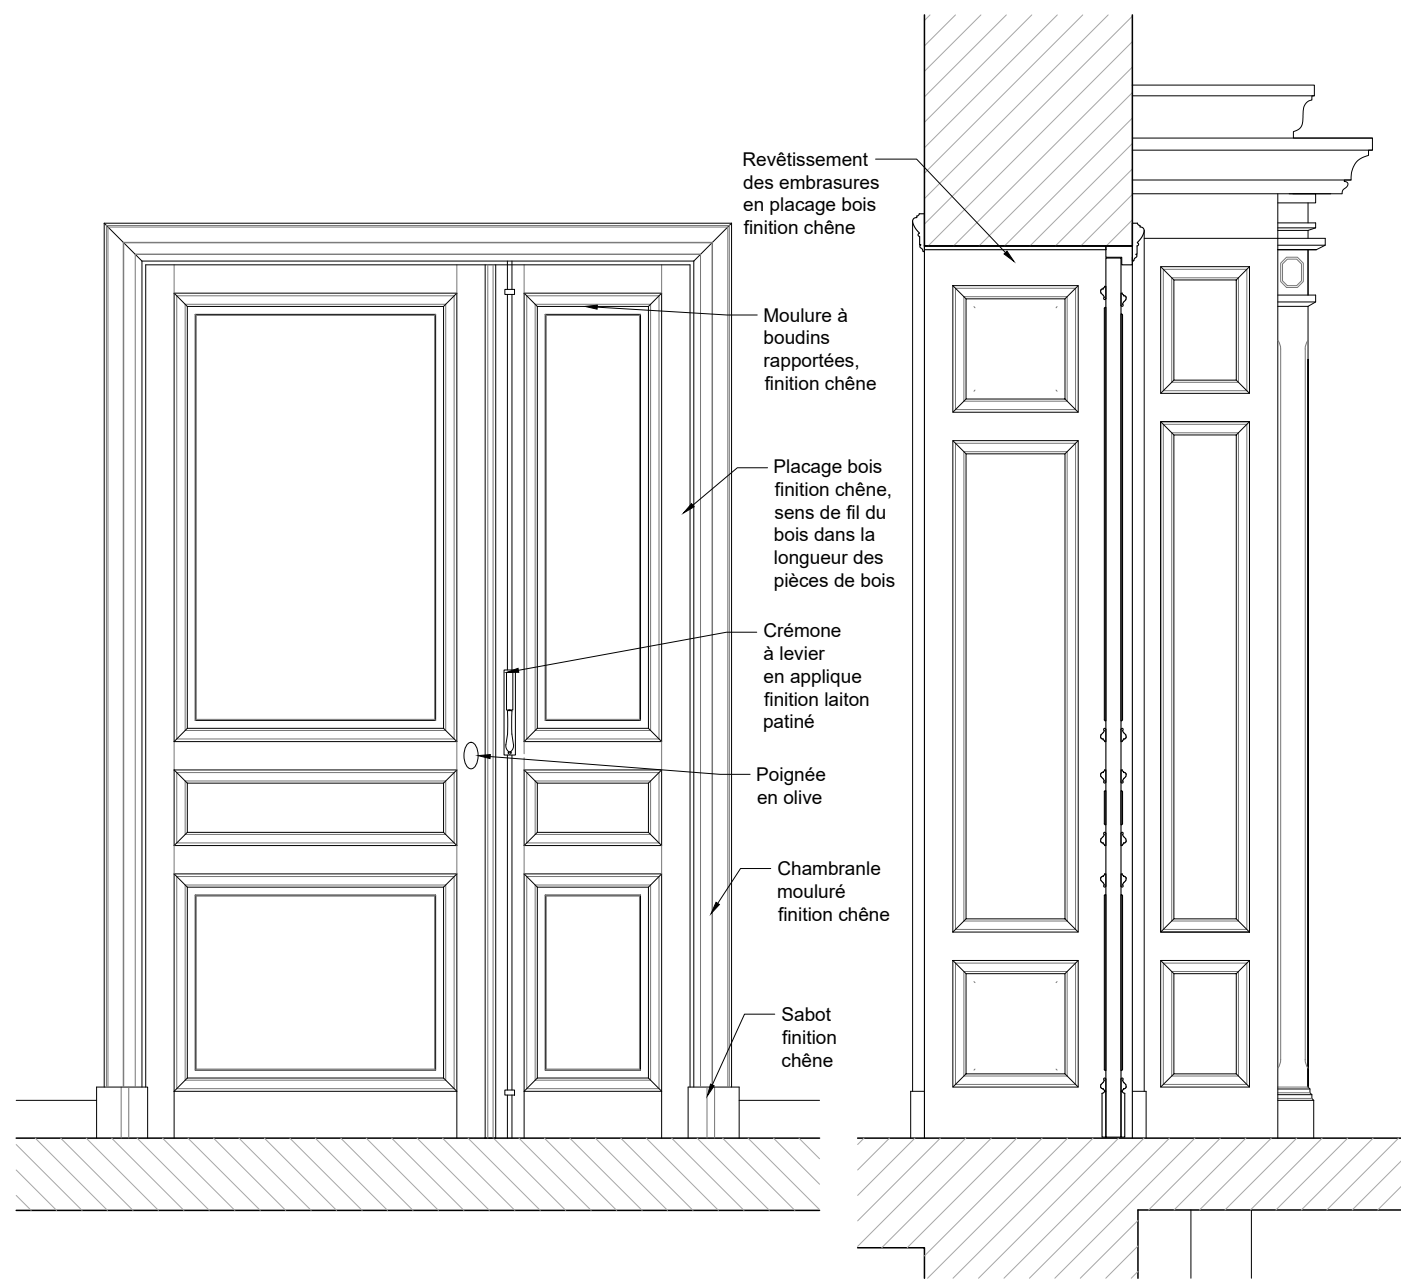 Revêtissement
des embrasures
en placage bois
finition chêne
Moulure à
boudins
rapportées,
finition chêne
Placage bois
finition chêne,
sens de fil du
bois dans la
longueur des
pièces de bois
Crémone
à levier
en applique
finition laiton
patiné
Poignée
en olive
Chambranle
mouluré
finition chêne
Sabot
finition
chêne